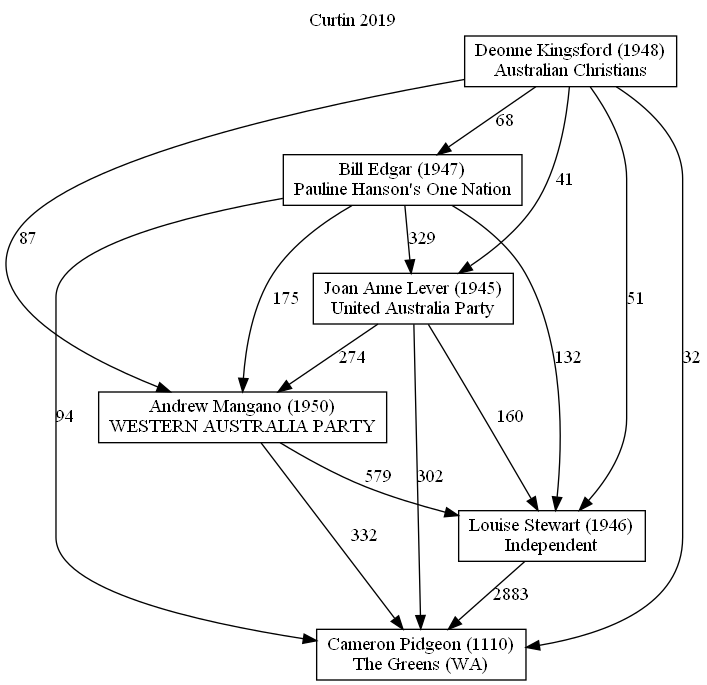 Curtin 2019
Deonne Kingsford (1948)
Australian Christians
68
Bill Edgar (1947)
Pauline Hanson's One Nation
41
87
329
Joan Anne Lever (1945)
United Australia Party
175
51
274
132
32
94
Andrew Mangano (1950)
WESTERN AUSTRALIA PARTY
160
579
302
332
Louise Stewart (1946)
Independent
2883
Cameron Pidgeon (1110)
The Greens (WA)